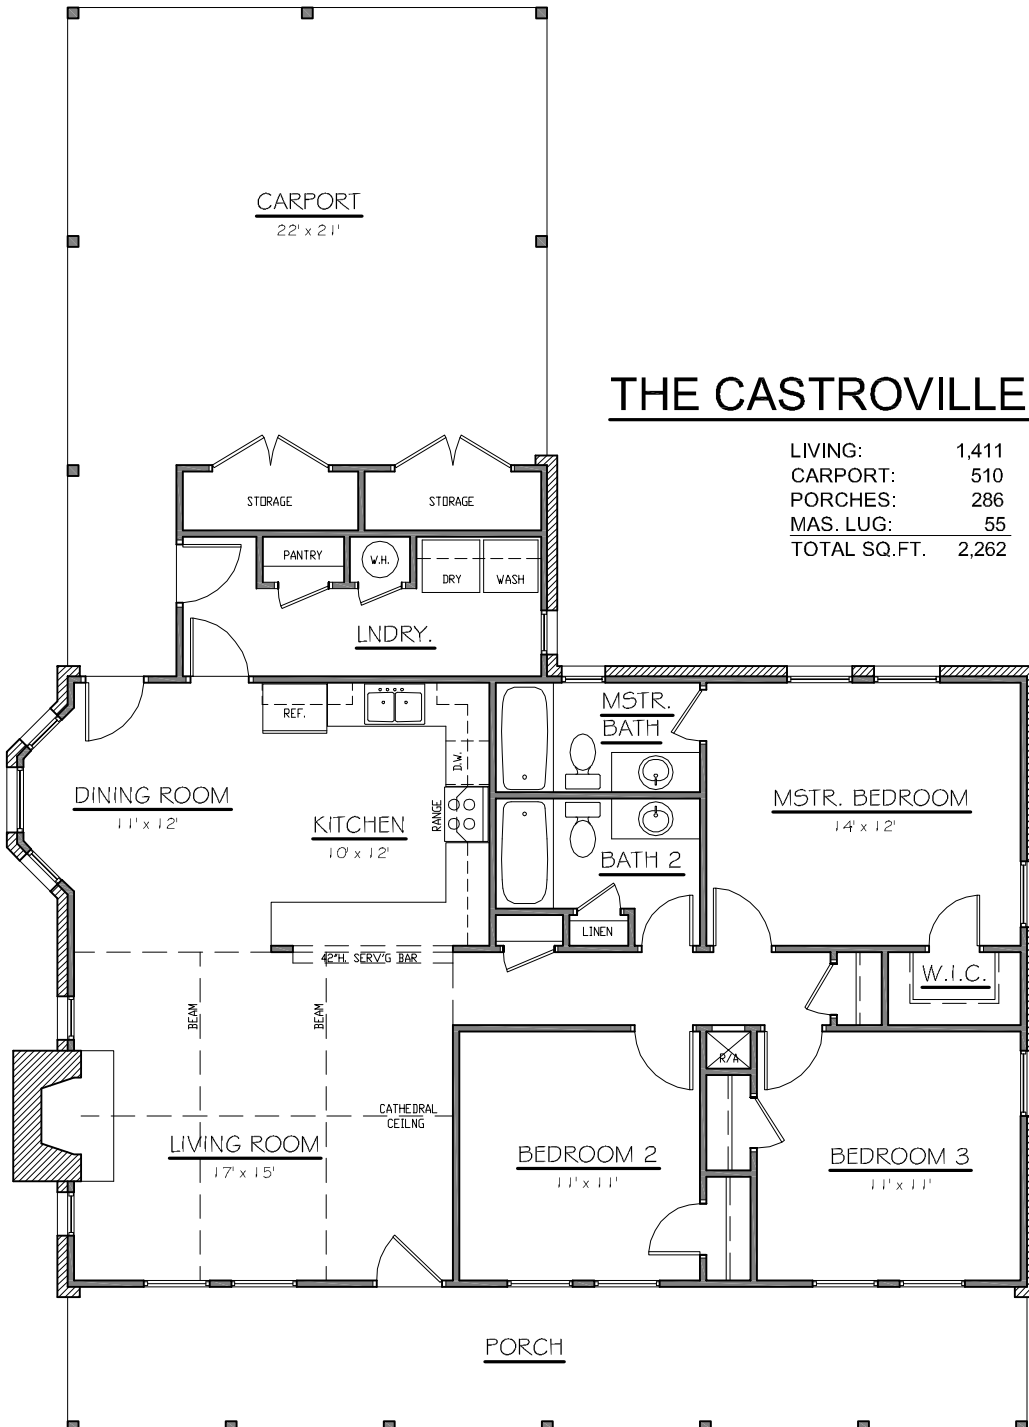 CARPORT
22' x 21'
THE CASTROVILLE
LIVING: 1,411
CARPORT: 510
PORCHES: 286
MAS. LUG: 55
TOTAL SQ.FT. 2,262
STORAGE
STORAGE
PANTRY
W.H.
DRY
WASH
LNDRY.
REF.
MSTR.
BATH
D.W.
DINING ROOM
11' x 12'
KITCHEN
10' x 12'
RANGE
MSTR. BEDROOM
14' x 12'
BATH 2
LINEN
42"H. SERV'G BAR
W.I.C.
BEAM
BEAM
R/A
CATHEDRAL
CEILNG
LIVING ROOM
17' x 15'
BEDROOM 2
11' x 11'
BEDROOM 3
11' x 11'
PORCH